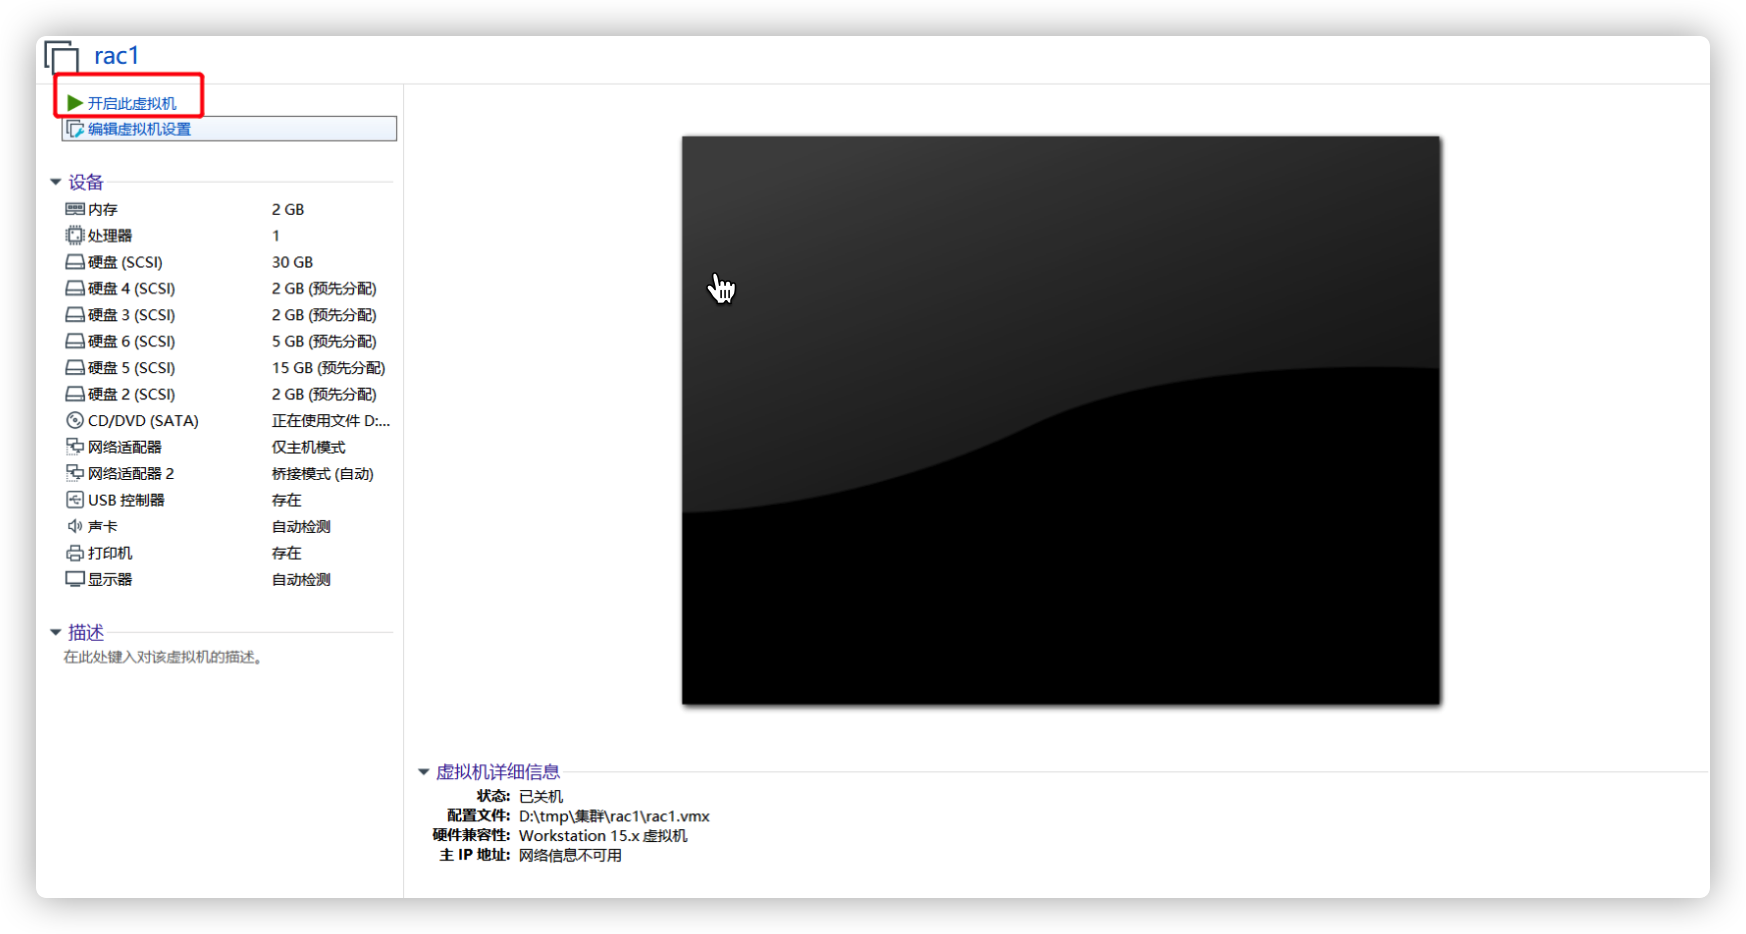 rac1
开启此虚拟机
编辑虚拟机设置
设备
内存 2 GB
处理器 1
硬盘 (SCSI) 30 GB
硬盘 4 (SCSI) 2 GB (预先分配)
硬盘 3 (SCSI) 2 GB (预先分配)
硬盘 6 (SCSI) 5 GB (预先分配)
硬盘 5 (SCSI) 15 GB (预先分配)
硬盘 2 (SCSI) 2 GB (预先分配)
CD/DVD (SATA) 正在使用文件 D:...
网络适配器 仅主机模式
网络适配器 2 桥接模式 (自动)
USB 控制器 存在
声卡 自动检测
打印机 存在
显示器 自动检测
描述
在此处键入对该虚拟机的描述。
虚拟机详细信息
状态: 已关机
配置文件: D:\tmp\集群\rac1\rac1.vmx
硬件兼容性: Workstation 15.x 虚拟机
主 IP 地址: 网络信息不可用